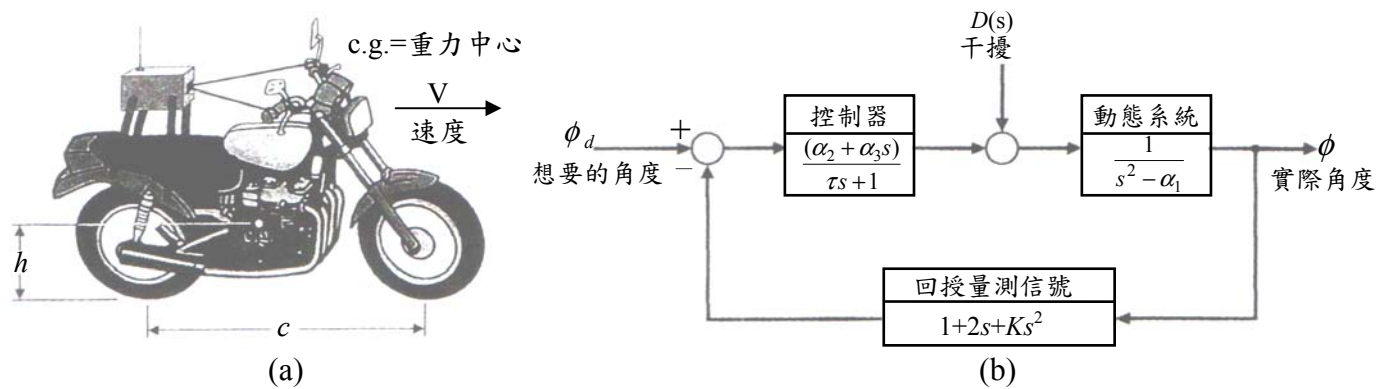 c.g.=重力中心
V
速度
h
c
(a)
D(s)
干擾
ϕ_d
想要的角度
+
−
控制器
(α₂ + α₃s)
τs + 1
動態系統
1
s² − α₁
ϕ
實際角度
回授量測信號
1+2s+Ks²
(b)